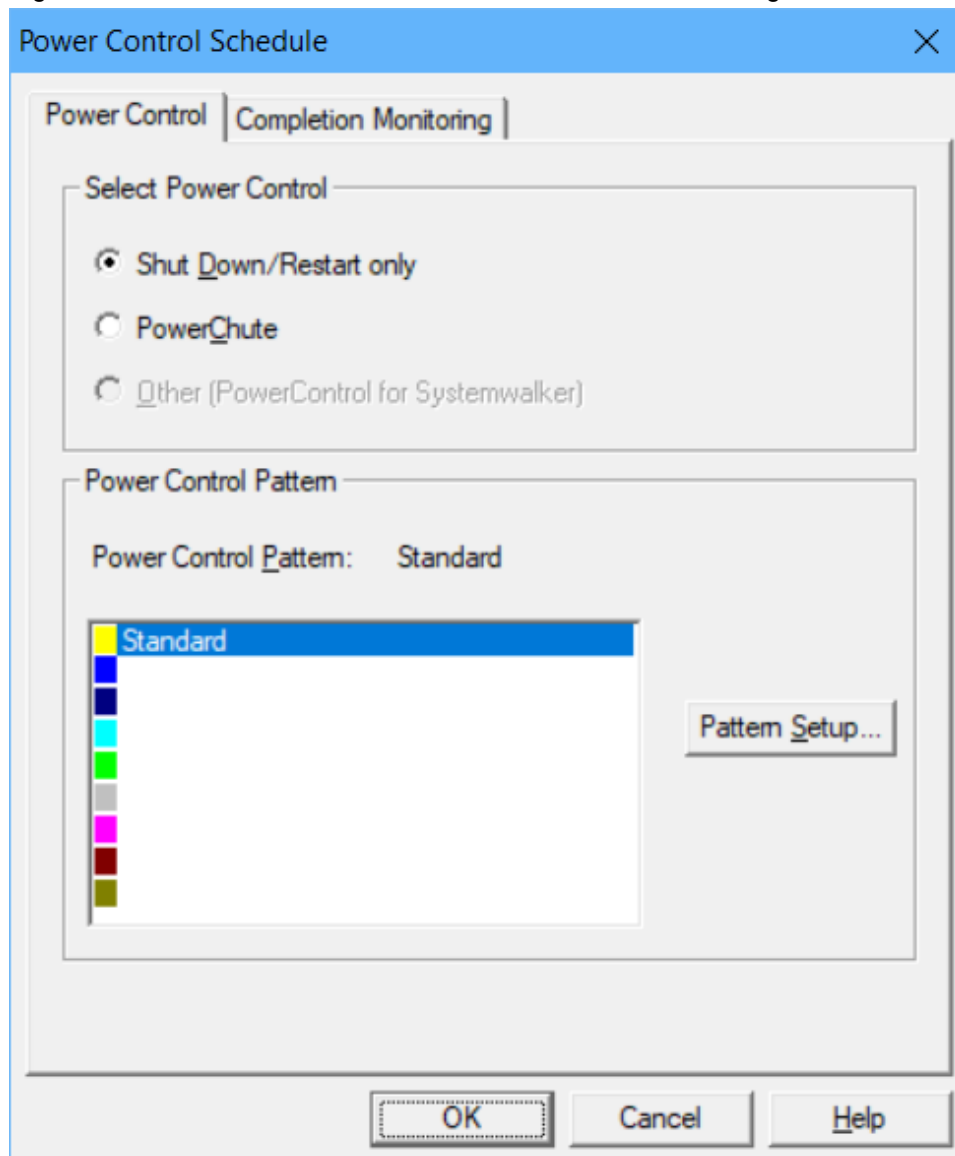 Power Control Schedule
Power Control
Completion Monitoring
Select Power Control
Shut Down/Restart only
PowerChute
Other (PowerControl for Systemwalker)
Power Control Pattern
Power Control Pattern: Standard
Standard
Pattern Setup...
OK
Cancel
Help